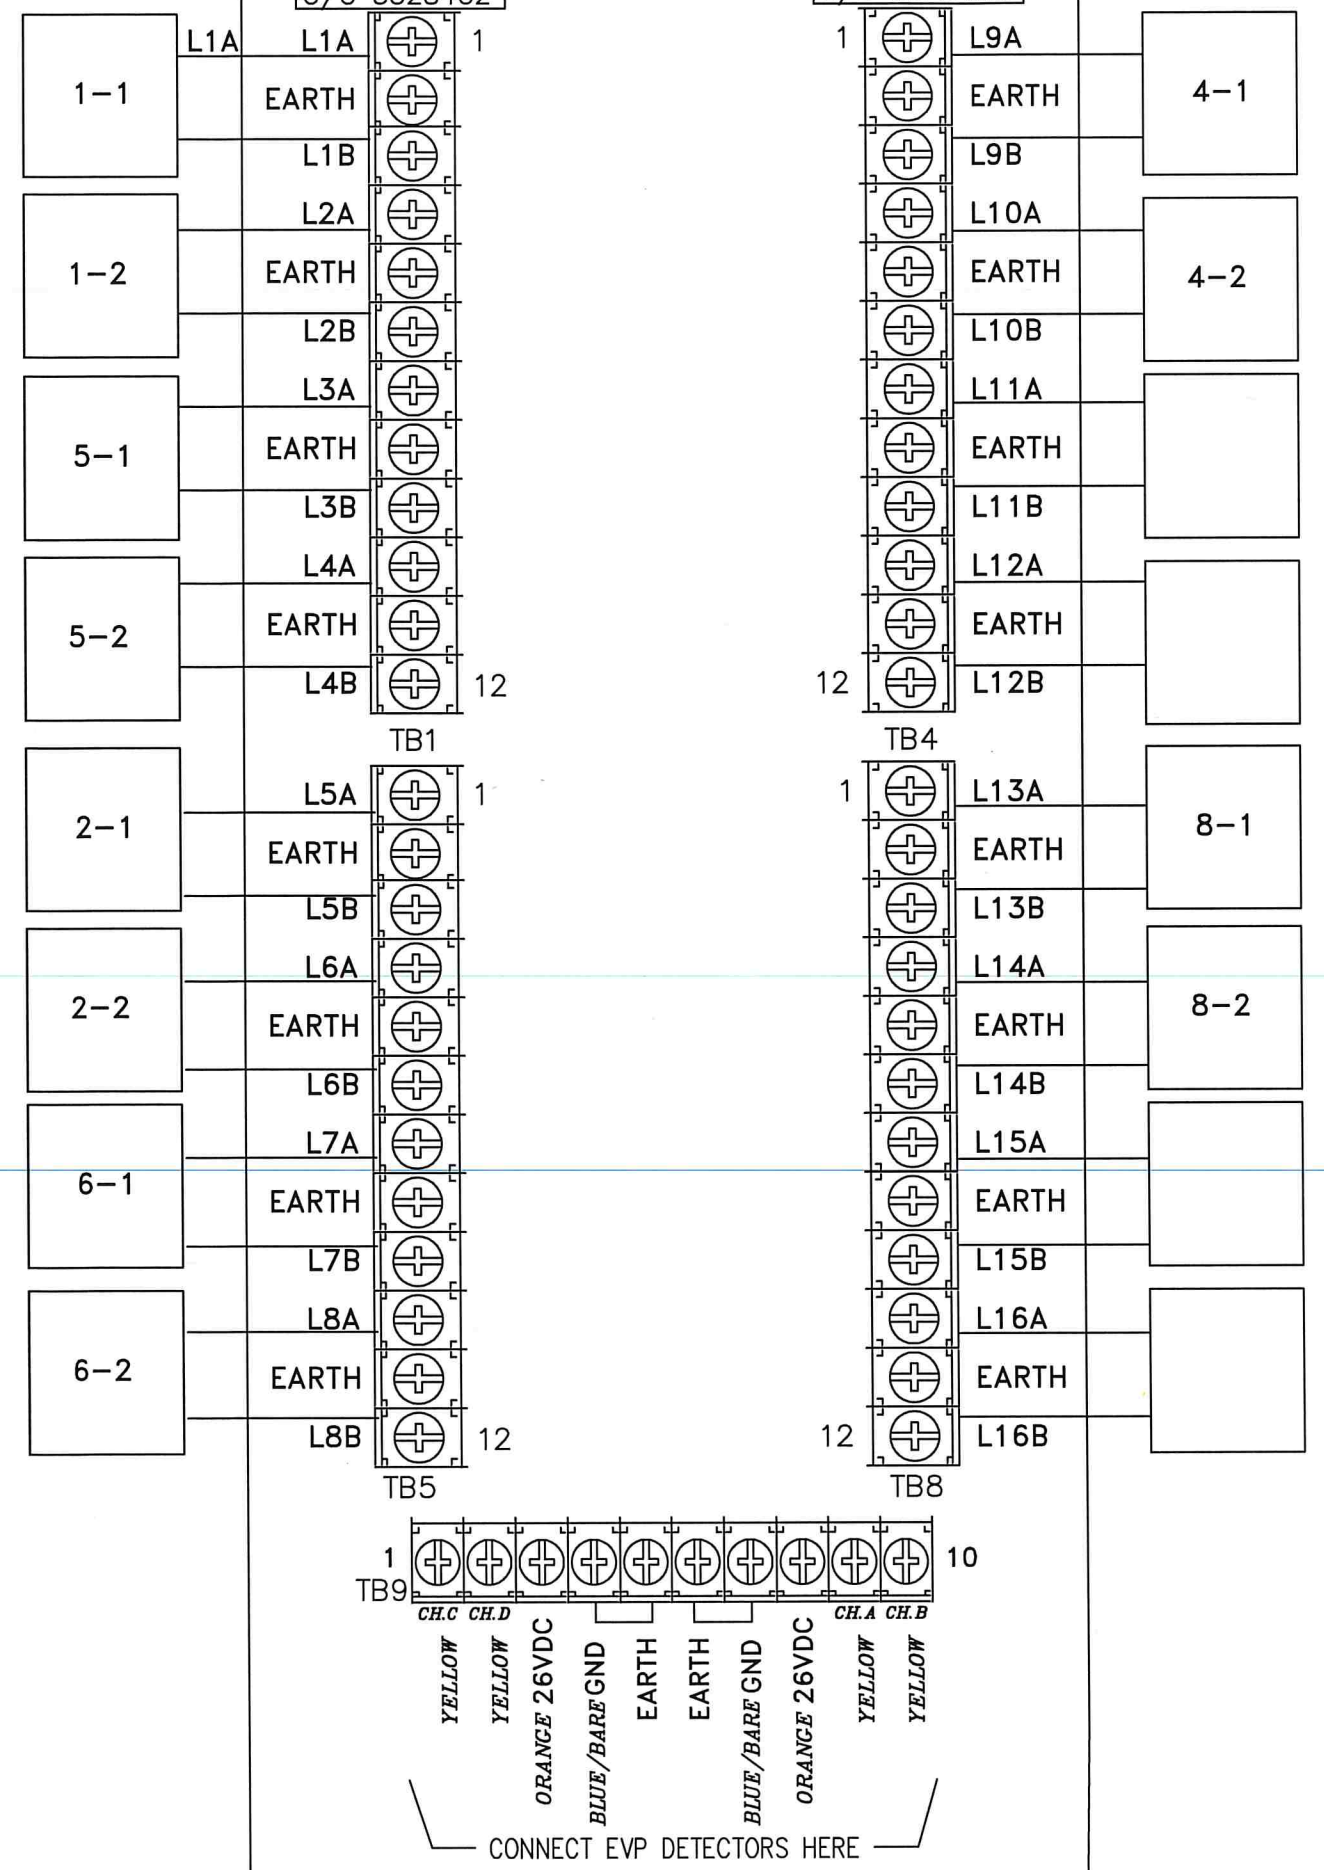 L1A L1A 1
1-1
EARTH
L1B
L2A
1-2 EARTH
L2B
L3A
5-1 EARTH
L3B
L4A
5-2 EARTH
L4B 12
TB1
L5A 1
2-1
EARTH
L5B
L6A
2-2 EARTH
L6B
L7A
6-1 EARTH
L7B
L8A
6-2 EARTH
L8B 12
TB5
1 L9A
4-1
EARTH
L9B
L10A
EARTH 4-2
L10B
L11A
EARTH
L11B
L12A
EARTH
12 L12B
TB4
1 L13A
8-1
EARTH
L13B
L14A
8-2
EARTH
L14B
L15A
EARTH
L15B
L16A
EARTH
12 L16B
TB8
1 10
TB9
CH.C CH.D CH.A CH.B
YELLOW
YELLOW
ORANGE 26VDC
BLUE/BARE GND
EARTH
EARTH
BLUE/BARE GND
ORANGE 26VDC
YELLOW
YELLOW
CONNECT EVP DETECTORS HERE